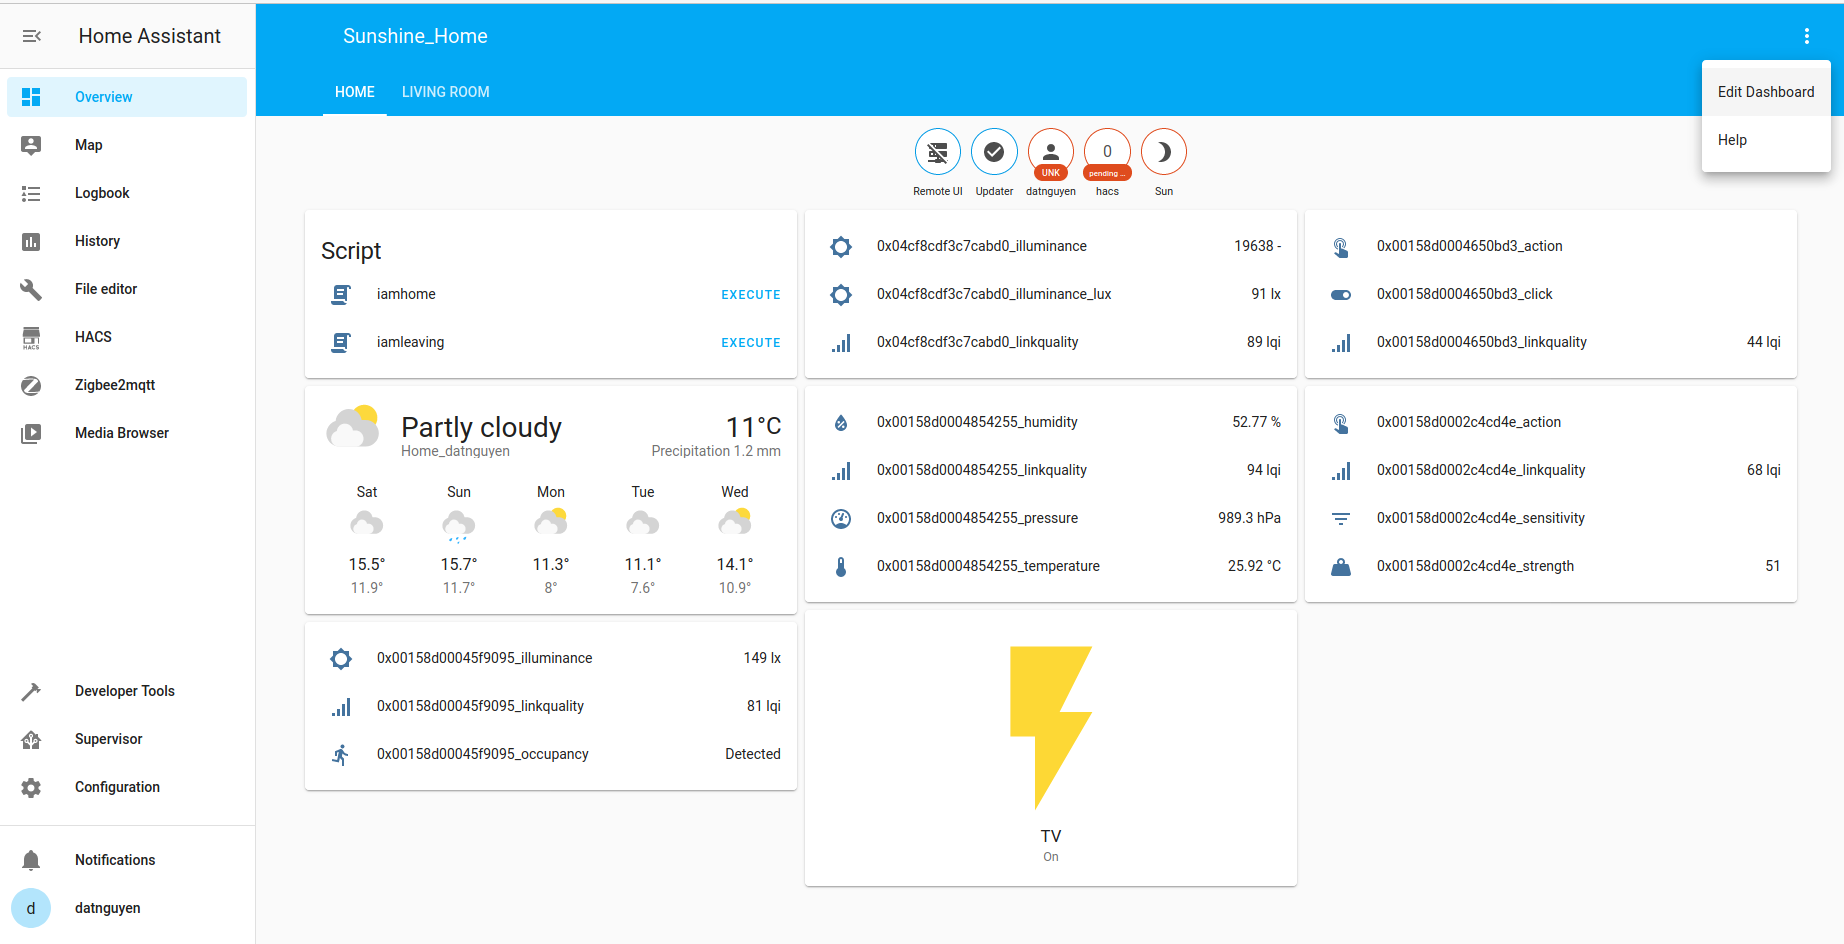 Home Assistant
Sunshine_Home
HOME
LIVING ROOM
Edit Dashboard
Help
Overview
Map
Logbook
History
File editor
HACS
HACS
Zigbee2mqtt
Media Browser
Developer Tools
Supervisor
Configuration
Notifications
d
datnguyen
UNK
0
pending ...
Remote UI
Updater
datnguyen
hacs
Sun
Script
iamhome EXECUTE
iamleaving EXECUTE
Partly cloudy 11°C
Home_datnguyen Precipitation 1.2 mm
Sat Sun Mon Tue Wed
15.5° 15.7° 11.3° 11.1° 14.1°
11.9° 11.7° 8° 7.6° 10.9°
0x00158d00045f9095_illuminance 149 lx
0x00158d00045f9095_linkquality 81 lqi
0x00158d00045f9095_occupancy Detected
0x04cf8cdf3c7cabd0_illuminance 19638 -
0x04cf8cdf3c7cabd0_illuminance_lux 91 lx
0x04cf8cdf3c7cabd0_linkquality 89 lqi
0x00158d0004854255_humidity 52.77 %
0x00158d0004854255_linkquality 94 lqi
0x00158d0004854255_pressure 989.3 hPa
0x00158d0004854255_temperature 25.92 °C
TV
On
0x00158d0004650bd3_action
0x00158d0004650bd3_click
0x00158d0004650bd3_linkquality 44 lqi
0x00158d0002c4cd4e_action
0x00158d0002c4cd4e_linkquality 68 lqi
0x00158d0002c4cd4e_sensitivity
0x00158d0002c4cd4e_strength 51